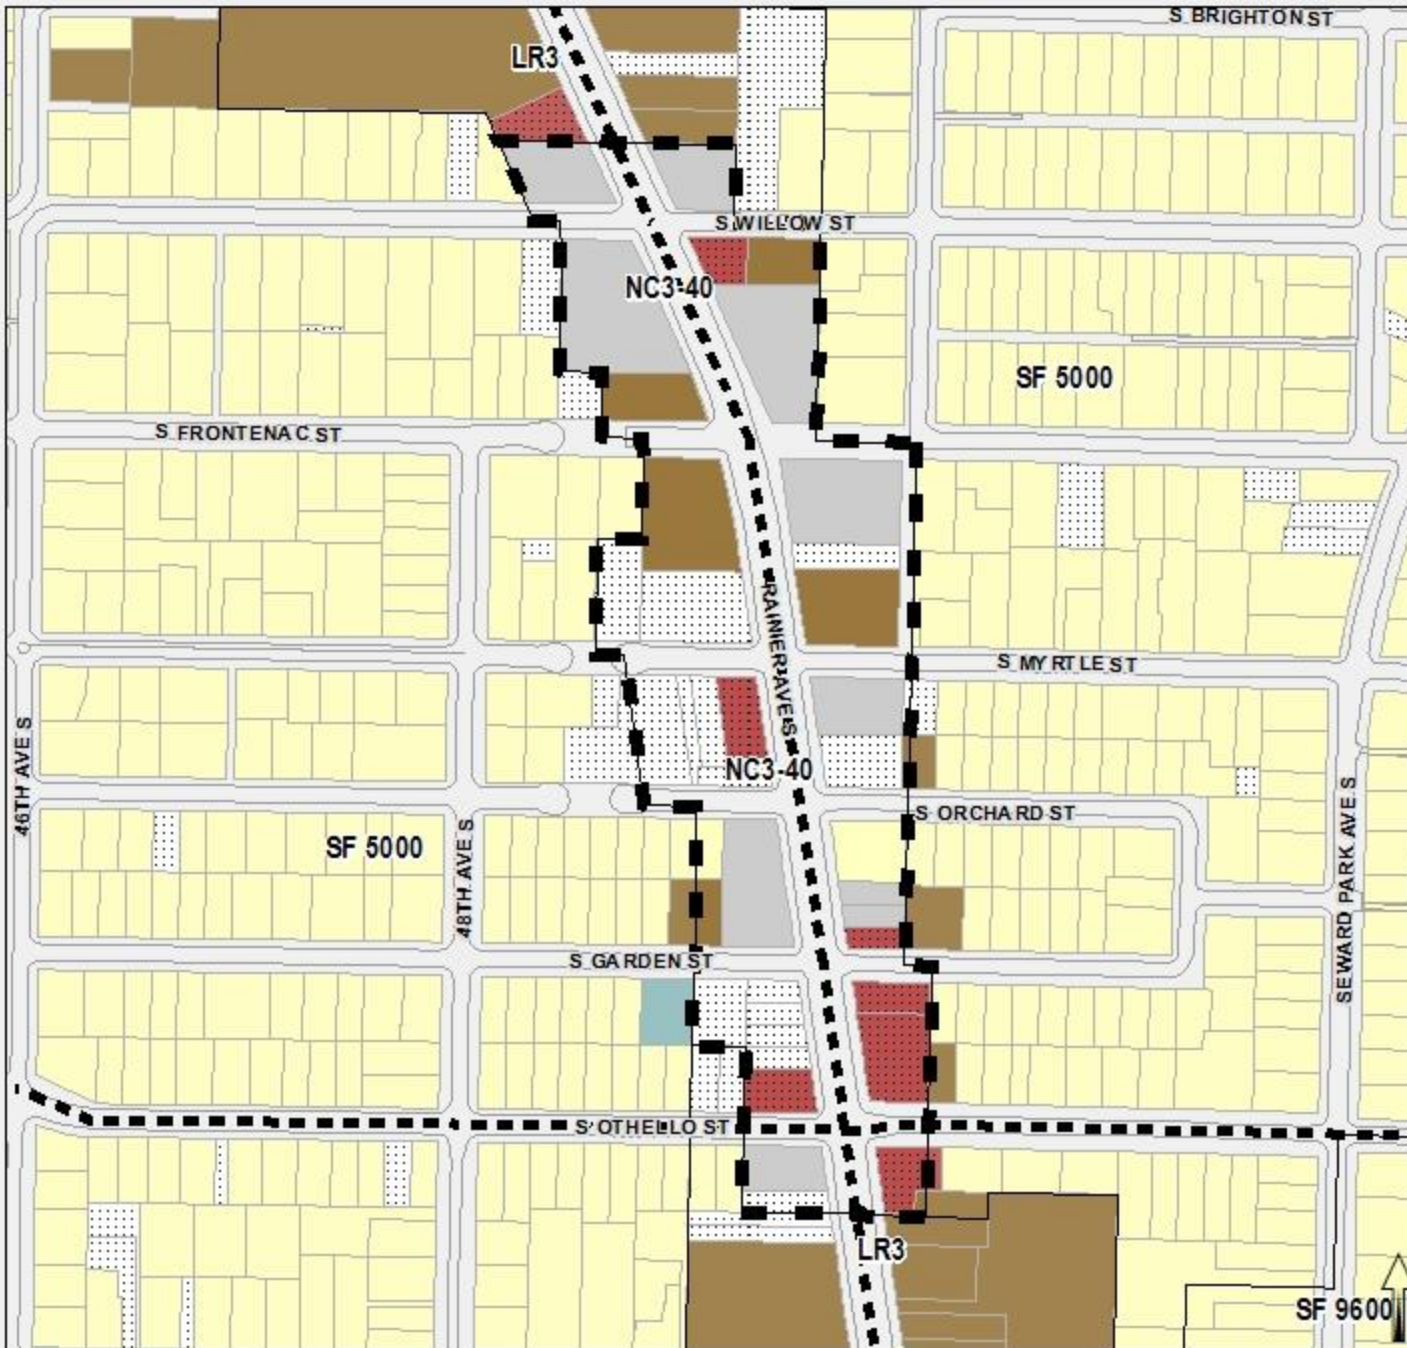 S BRIGHTON ST
LR3
S WILLOW ST
NC3-40
SF 5000
S FRONTENAC ST
RAINIER AVE S
S MYRTLE ST
46TH AVE S
NC3-40
S ORCHARD ST
SEWARD PARK AVE S
SF 5000
48TH AVE S
S GARDEN ST
S OTHELLO ST
LR3
SF 9600